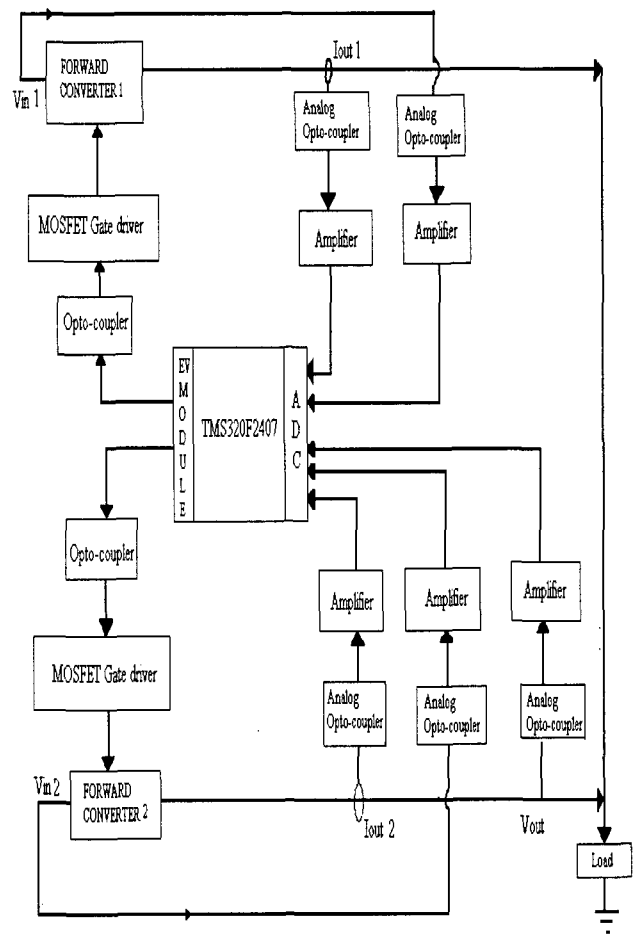 Iout 1
FORWARD
CONVERTER 1
Vin 1
Analog
Opto-coupler
Analog
Opto-coupler
MOSFET Gate driver
Amplifier
Amplifier
Opto-coupler
EV
M
O
D
U
L
E
TMS320F2407
A
D
C
Opto-coupler
Amplifier
Amplifier
Amplifier
MOSFET Gate driver
Analog
Opto-coupler
Analog
Opto-coupler
Analog
Opto-coupler
Vin 2
FORWARD
CONVERTER 2
Iout 2
Vout
Load